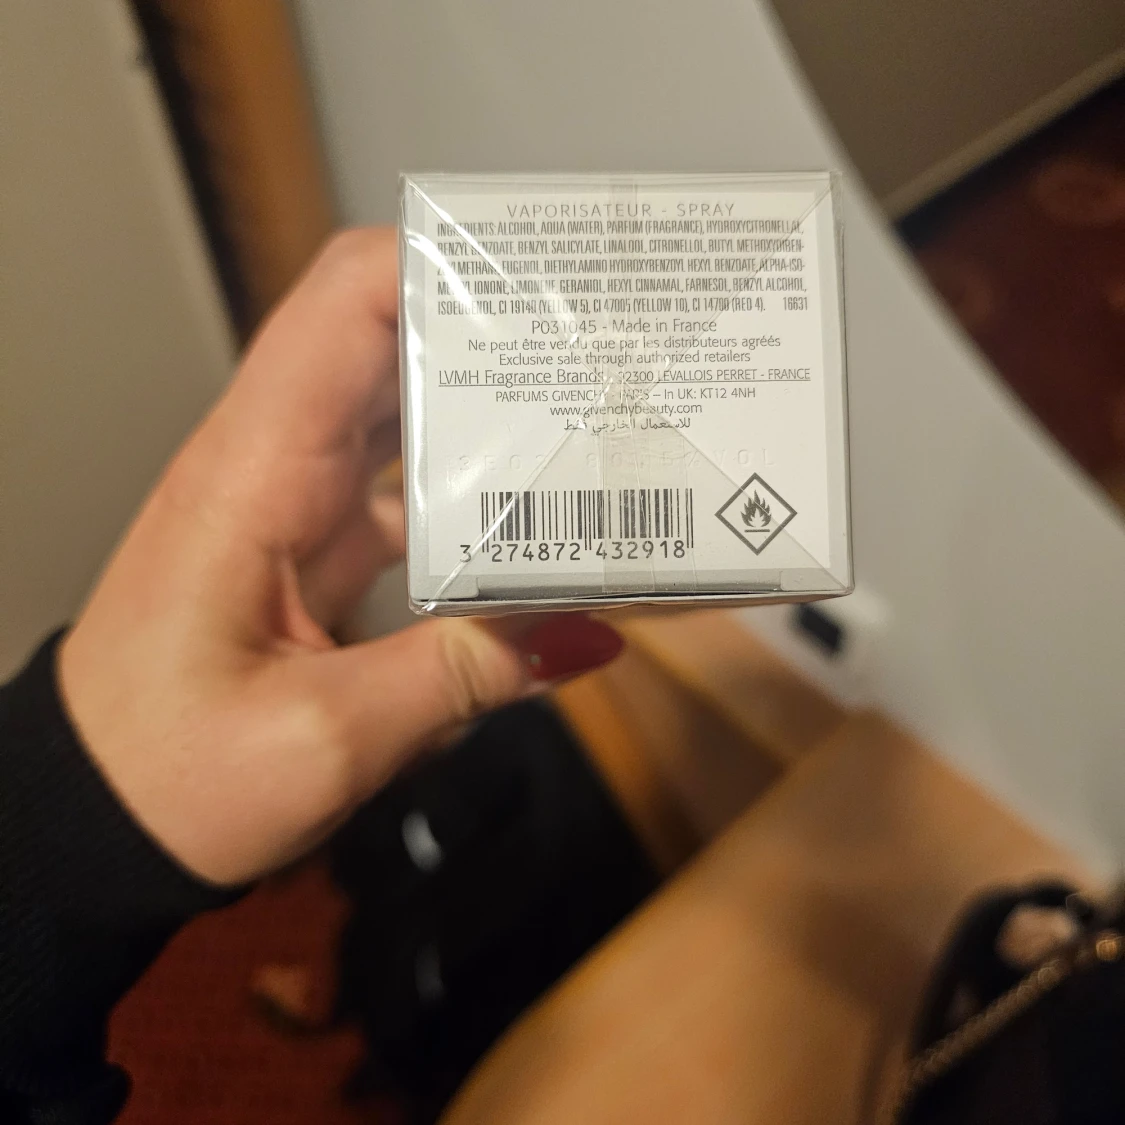 VAPORISATEUR - SPRAY
INGREDIENTS: ALCOHOL, AQUA (WATER), PARFUM (FRAGRANCE), HYDROXYCITRONELLAL,
BENZYL BENZOATE, BENZYL SALICYLATE, LINALOOL, CITRONELLOL, BUTYL METHOXYDIBEN-
ZOYLMETHANE, EUGENOL, DIETHYLAMINO HYDROXYBENZOYL HEXYL BENZOATE, ALPHA-ISO-
METHYL IONONE, LIMONENE, GERANIOL, HEXYL CINNAMAL, FARNESOL, BENZYL ALCOHOL,
ISOEUGENOL, CI 19140 (YELLOW 5), CI 47005 (YELLOW 10), CI 14700 (RED 4). 16631
P031045 - Made in France
Ne peut être vendu que par les distributeurs agréés
Exclusive sale through authorized retailers
LVMH Fragrance Brands - 92300 LEVALLOIS PERRET - FRANCE
PARFUMS GIVENCHY - PARIS – In UK: KT12 4NH
www.givenchybeauty.com
للاستعمال الخارجي فقط
3 274872 432918